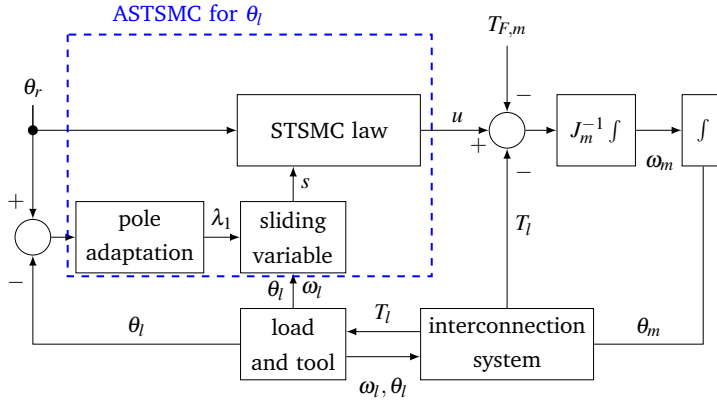 ASTSMC for θ_l
T_{F,m}
θ_r
−
STSMC law
u
+
J_m^{-1} ∫
∫
ω_m
−
s
+
pole
adaptation
λ_1
sliding
variable
T_l
−
θ_l ω_l
θ_l
load
and tool
T_l
interconnection
system
θ_m
ω_l, θ_l